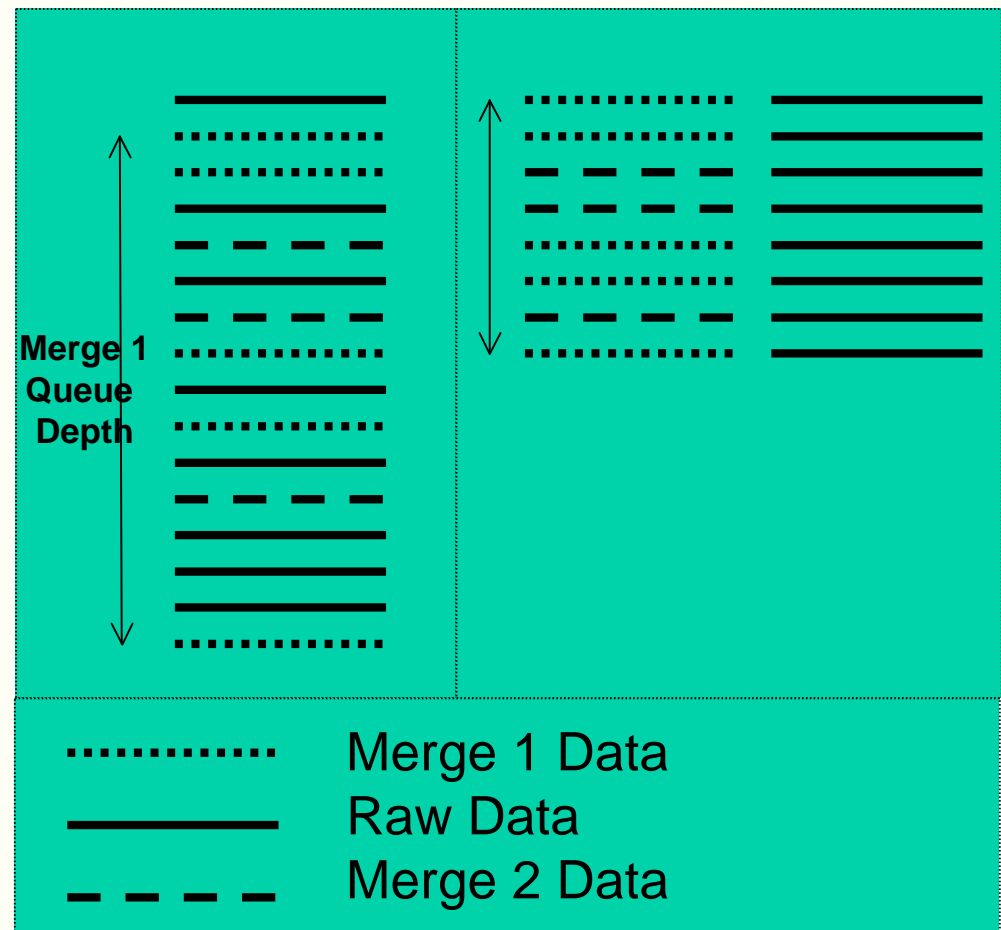 Merge 1
Queue
Depth
Merge 1 Data
Raw Data
Merge 2 Data